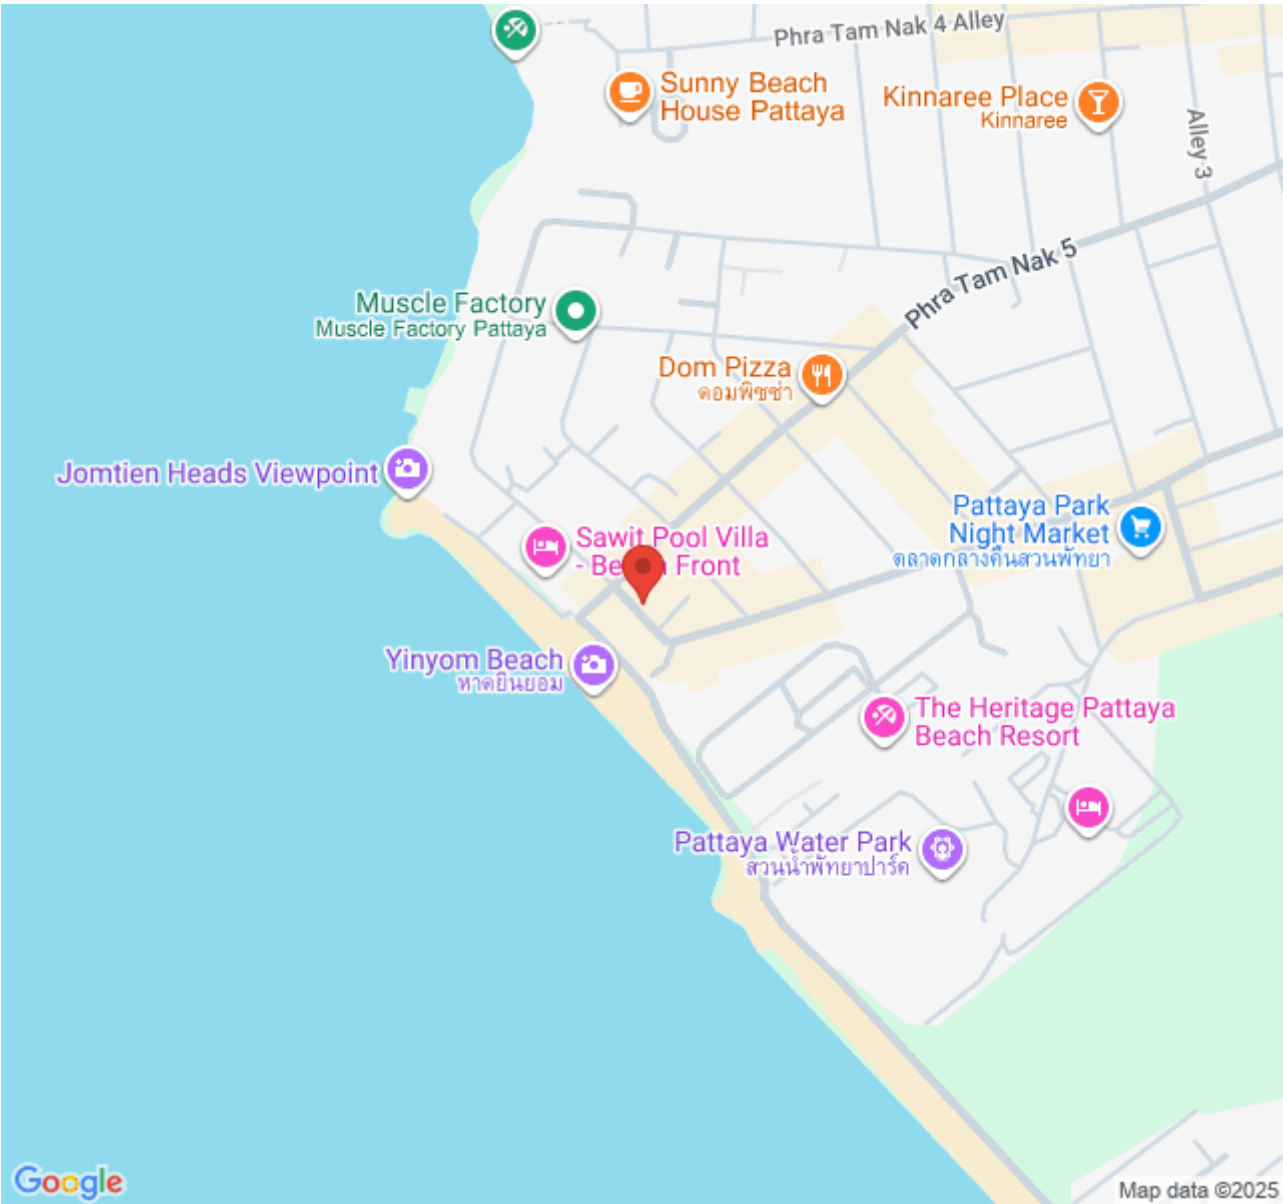 Phra Tam Nak 4 Alley
Sunny Beach
House Pattaya
Kinnaree Place
Kinnaree
Alley 3
Phra Tam Nak 5
Muscle Factory
Muscle Factory Pattaya
Dom Pizza
ดอมพิซซ่า
Jomtien Heads Viewpoint
Pattaya Park
Night Market
ตลาดกลางคืนสวนพัทยา
Sawit Pool Villa
- Be Front
Yinyom Beach
หาดยินยอม
The Heritage Pattaya
Beach Resort
Pattaya Water Park
สวนน้ำพัทยาปาร์ค
Google
Map data ©2025